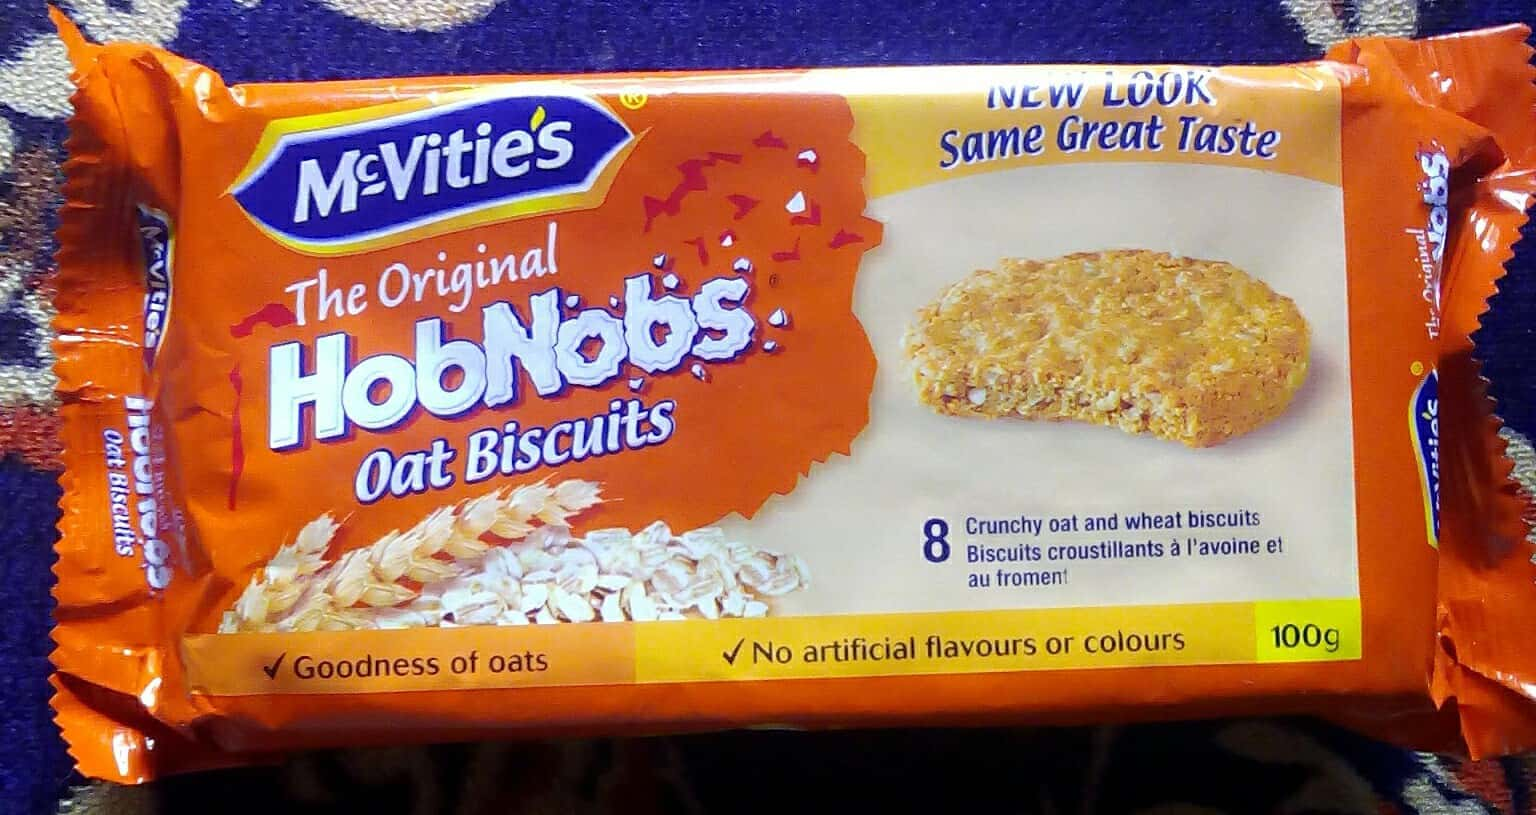 McVitie's
The Original
HobNobs
Oat Biscuits
NEW LOOK
Same Great Taste
8 Crunchy oat and wheat biscuits
Biscuits croustillants à l'avoine et
au froment
✓ Goodness of oats
✓ No artificial flavours or colours
100g
McVitie's
HobNobs
Oat Biscuits
The Original
McVitie's